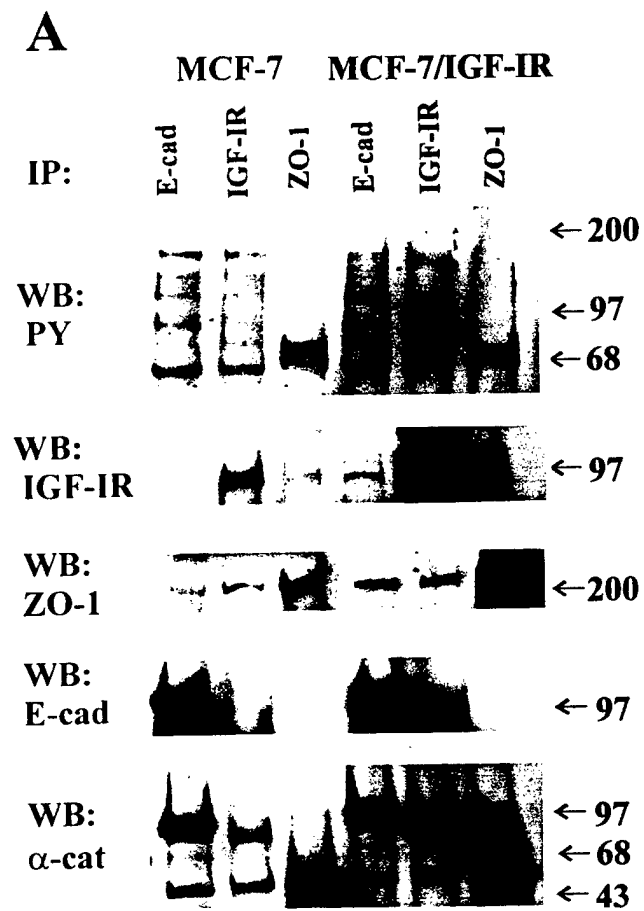 A
MCF-7 MCF-7/IGF-IR
IP: E-cad IGF-IR ZO-1 E-cad IGF-IR ZO-1
←200
WB:
PY
←97
←68
WB:
IGF-IR
←97
WB:
ZO-1
←200
WB:
E-cad
←97
WB:
α-cat
←97
←68
←43